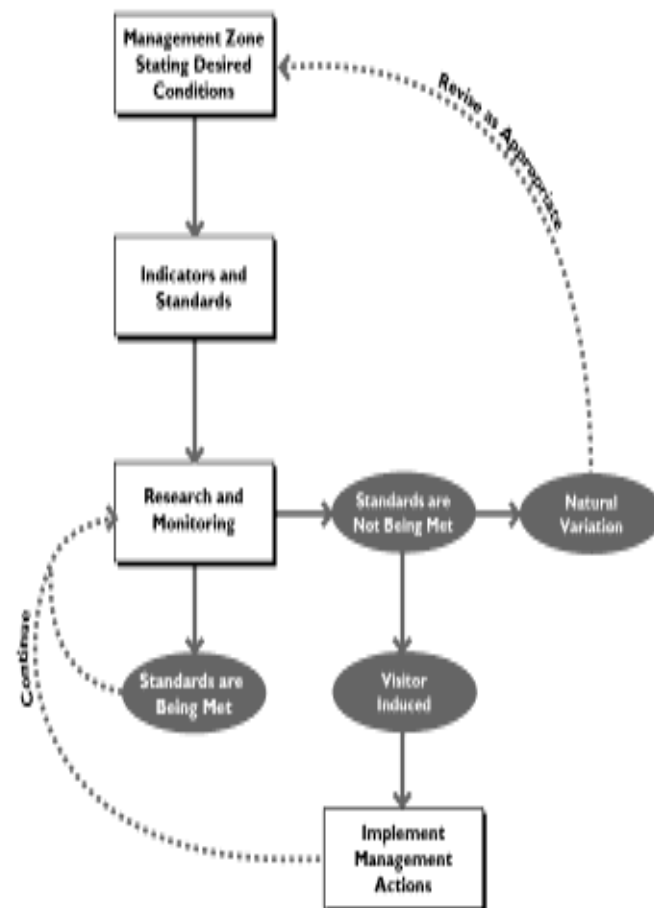 Management Zone
Stating Desired
Conditions
Revise as Appropriate
Indicators and
Standards
Research and
Monitoring
Standards are
Not Being Met
Natural
Variation
Continue
Standards are
Being Met
Visitor
Induced
Implement
Management
Actions